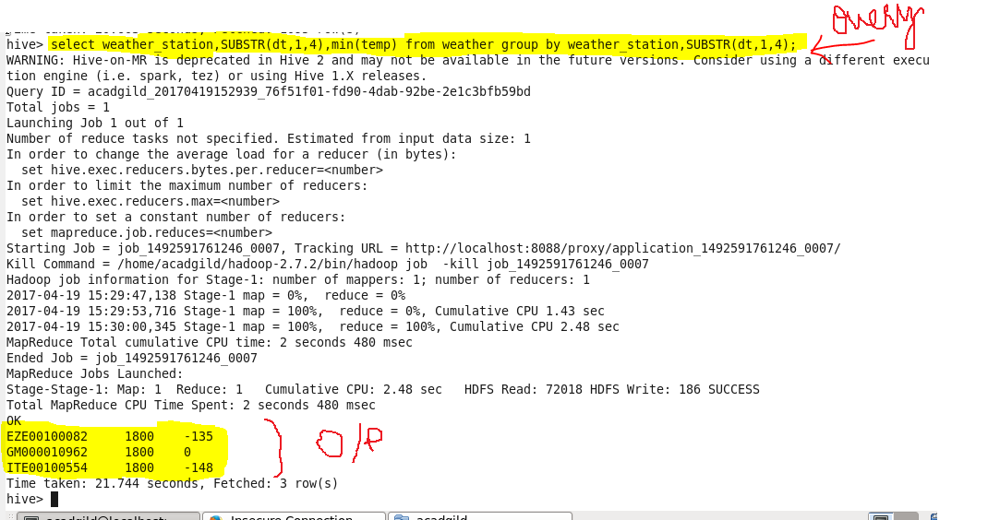 Query
hive> select weather_station,SUBSTR(dt,1,4),min(temp) from weather group by weather_station,SUBSTR(dt,1,4);
WARNING: Hive-on-MR is deprecated in Hive 2 and may not be available in the future versions. Consider using a different execu
tion engine (i.e. spark, tez) or using Hive 1.X releases.
Query ID = acadgild_20170419152939_76f51f01-fd90-4dab-92be-2e1c3bfb59bd
Total jobs = 1
Launching Job 1 out of 1
Number of reduce tasks not specified. Estimated from input data size: 1
In order to change the average load for a reducer (in bytes):
  set hive.exec.reducers.bytes.per.reducer=<number>
In order to limit the maximum number of reducers:
  set hive.exec.reducers.max=<number>
In order to set a constant number of reducers:
  set mapreduce.job.reduces=<number>
Starting Job = job_1492591761246_0007, Tracking URL = http://localhost:8088/proxy/application_1492591761246_0007/
Kill Command = /home/acadgild/hadoop-2.7.2/bin/hadoop job  -kill job_1492591761246_0007
Hadoop job information for Stage-1: number of mappers: 1; number of reducers: 1
2017-04-19 15:29:47,138 Stage-1 map = 0%,  reduce = 0%
2017-04-19 15:29:53,716 Stage-1 map = 100%,  reduce = 0%, Cumulative CPU 1.43 sec
2017-04-19 15:30:00,345 Stage-1 map = 100%,  reduce = 100%, Cumulative CPU 2.48 sec
MapReduce Total cumulative CPU time: 2 seconds 480 msec
Ended Job = job_1492591761246_0007
MapReduce Jobs Launched:
Stage-Stage-1: Map: 1  Reduce: 1   Cumulative CPU: 2.48 sec   HDFS Read: 72018 HDFS Write: 186 SUCCESS
Total MapReduce CPU Time Spent: 2 seconds 480 msec
OK
EZE00100082     1800    -135
GM000010962     1800    0
ITE00100554     1800    -148
O/P
Time taken: 21.744 seconds, Fetched: 3 row(s)
hive>